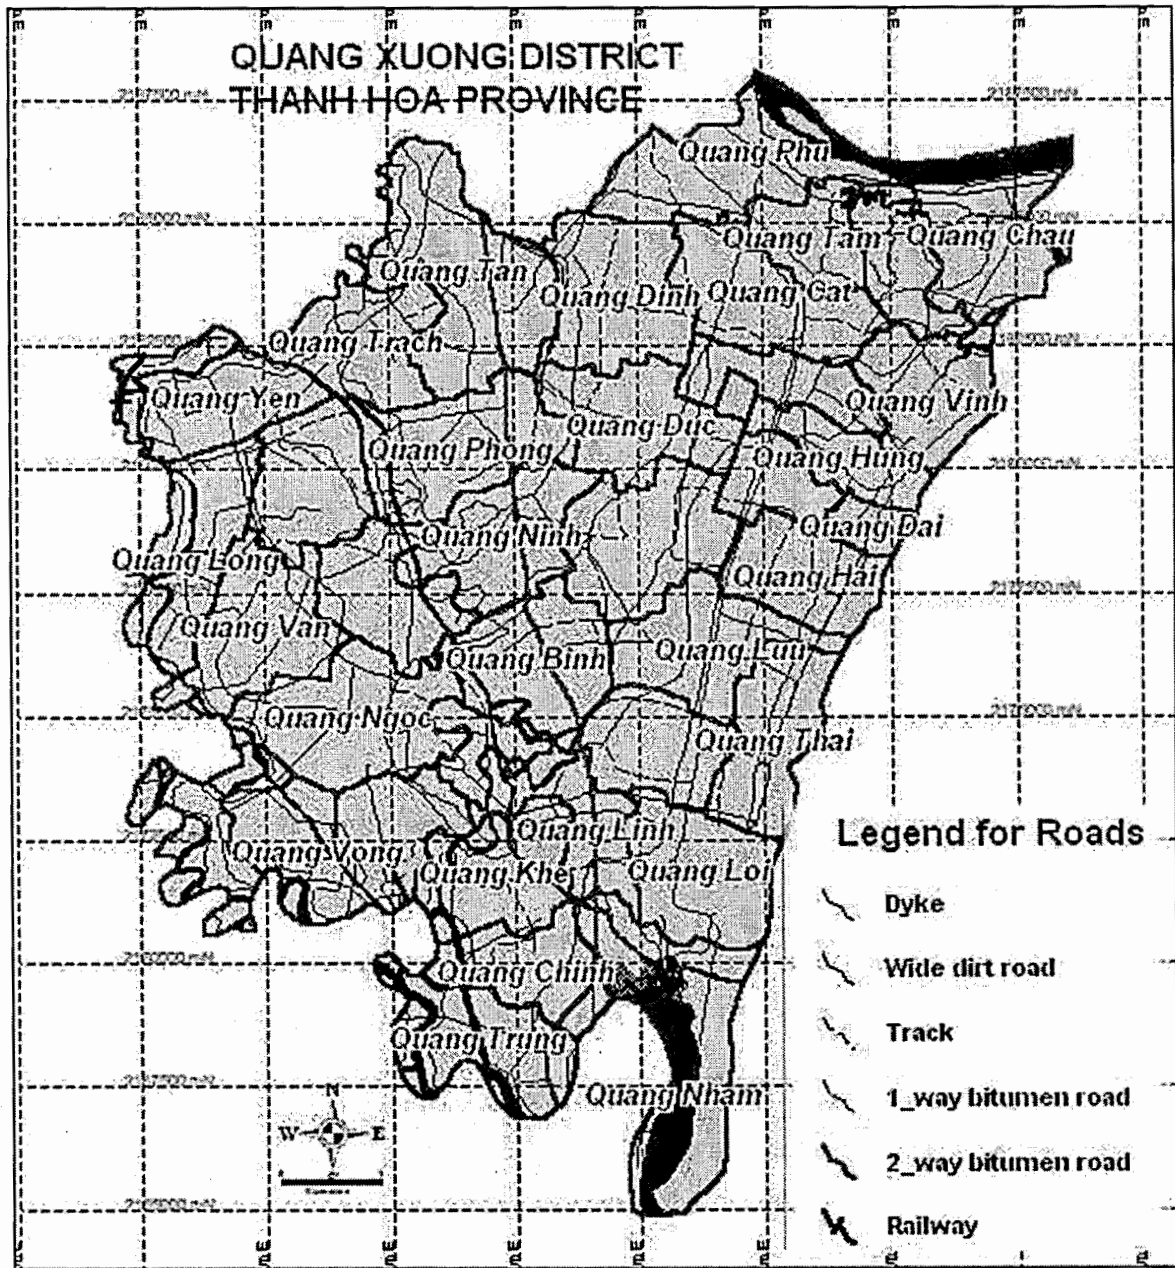 QUANG XUONG DISTRICT
THANH HOA PROVINCE
Quang Phu
Quang Tam
Quang Chau
Quang Tan
Quang Dinh
Quang Cat
Quang Trach
Quang Yen
Quang Vinh
Quang Duc
Quang Phong
Quang Hung
Quang Ninh
Quang Dai
Quang Long
Quang Hai
Quang Van
Quang Binh
Quang Luu
Quang Ngoc
Quang Thai
Quang Linh
Quang Vong
Quang Khe
Quang Loi
Quang Chinh
Quang Trung
Quang Nham
N
W
E
Legend for Roads
Dyke
Wide dirt road
Track
1_way bitumen road
2_way bitumen road
Railway